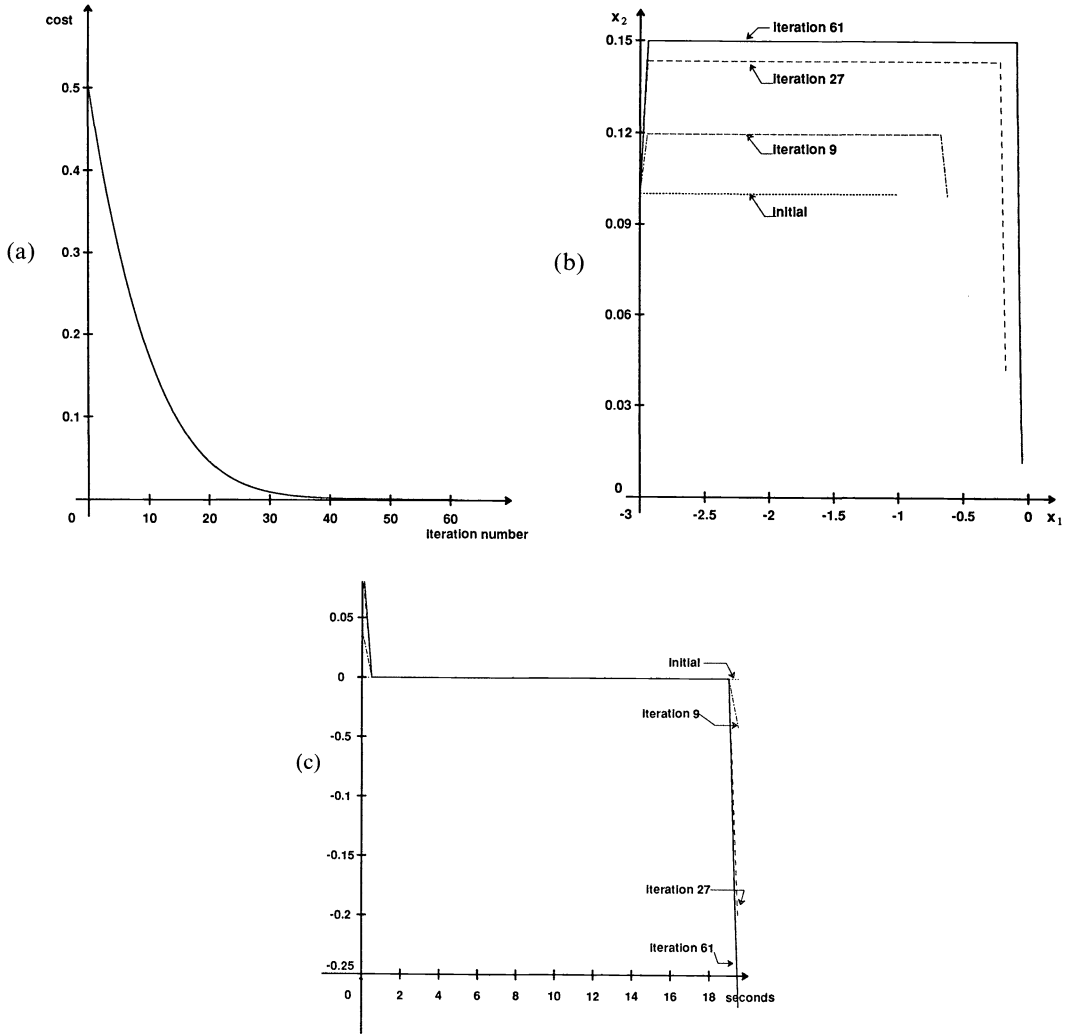 cost
0.5
0.4
0.3
0.2
0.1
0 10 20 30 40 50 60
Iteration number
(a)
x2
0.15
0.12
0.09
0.06
0.03
0
-3 -2.5 -2 -1.5 -1 -0.5 0 x1
Iteration 61
Iteration 27
Iteration 9
Initial
(b)
0.05
0
-0.5
-0.1
-0.15
-0.2
-0.25
0 2 4 6 8 10 12 14 16 18 seconds
Initial
Iteration 9
Iteration 27
Iteration 61
(c)